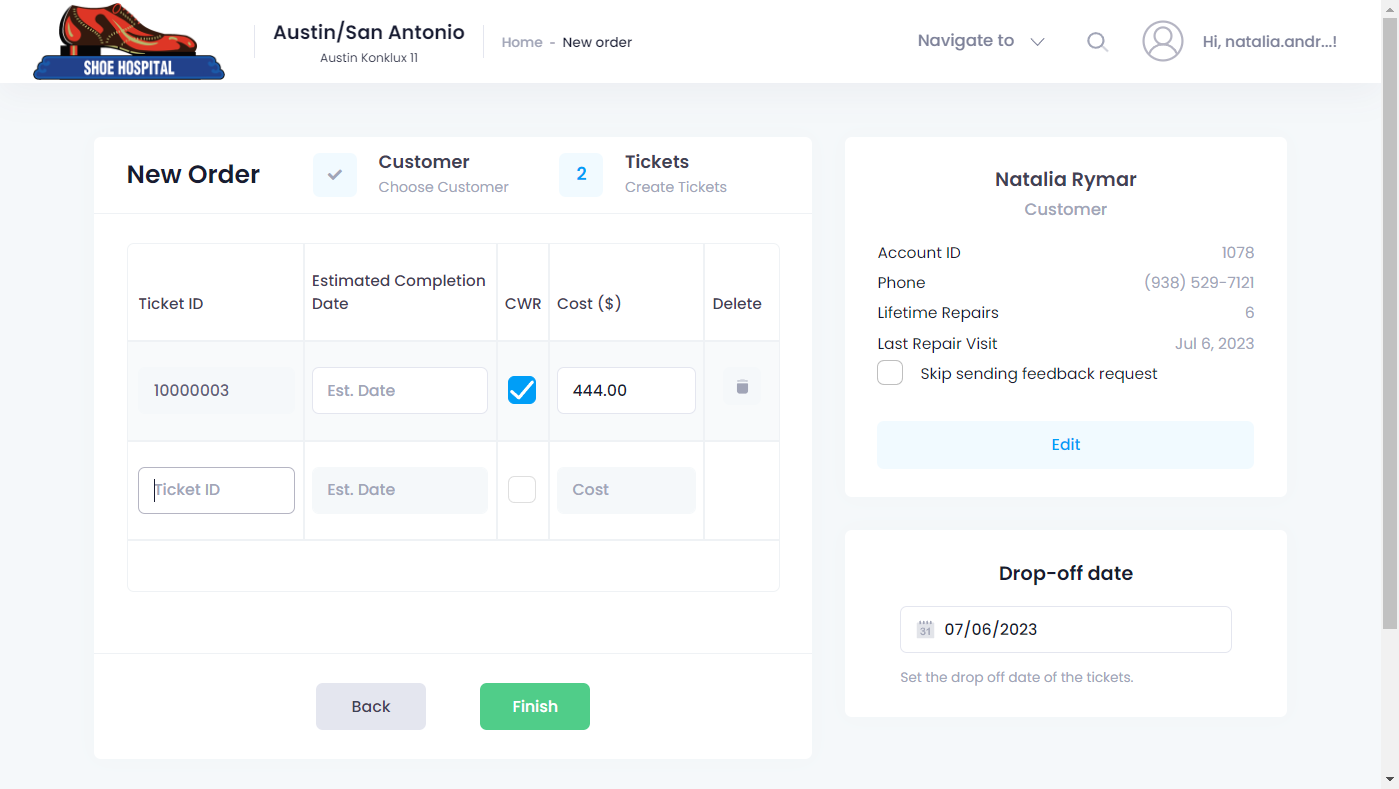 SHOE HOSPITAL
Austin/San Antonio
Austin Konklux 11
Home - New order
Navigate to
Hi, natalia.andr...!
New Order
Customer
Choose Customer
2
Tickets
Create Tickets
Ticket ID
Estimated Completion
Date
CWR
Cost ($)
Delete
10000003
Est. Date
444.00
Ticket ID
Est. Date
Cost
Back
Finish
Natalia Rymar
Customer
Account ID 1078
Phone (938) 529-7121
Lifetime Repairs 6
Last Repair Visit Jul 6, 2023
Skip sending feedback request
Edit
Drop-off date
31 07/06/2023
Set the drop off date of the tickets.